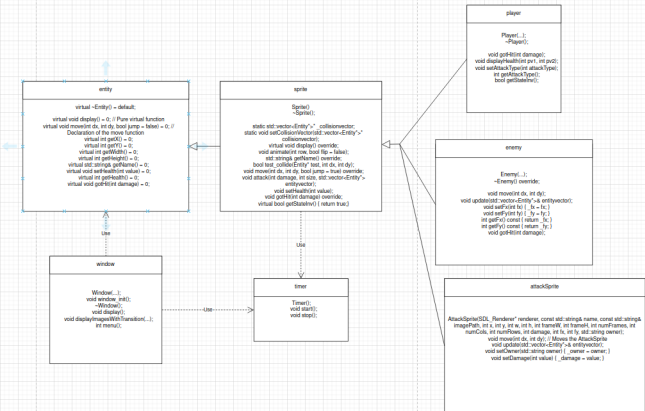 player
Player(...);
~Player();
void gotHit(int damage);
void displayHealth(int pv1, int pv2);
void setAttackType(int attackType);
int getAttackType();
bool getStateInv();
entity
virtual ~Entity() = default;
virtual void display() = 0; // Pure virtual function
virtual void move(int dx, int dy, bool jump = false) = 0; //
Declaration of the move function
virtual int getX() = 0;
virtual int getY() = 0;
virtual int getWidth() = 0;
virtual int getHeight() = 0;
virtual std::string& getName() = 0;
virtual void setHealth(int value) = 0;
virtual int getHealth() = 0;
virtual void gotHit(int damage) = 0;
sprite
Sprite()
~Sprite();
static std::vector<Entity*>* _collisionvector;
static void setCollisionVector(std::vector<Entity*>*
collisionvector);
virtual void display() override;
void animate(int row, bool flip = false);
std::string& getName() override;
bool test_collide(Entity* test, int dx, int dy);
void move(int dx, int dy, bool jump = true) override;
void attack(int damage, int size, std::vector<Entity*>
entityvector);
void setHealth(int value);
void gotHit(int damage) override;
virtual bool getStateInv() { return true;}
enemy
Enemy(...);
~Enemy() override;
void move(int dx, int dy);
void update(std::vector<Entity*>& entityvector);
void setFx(int fx) { _fx = fx; }
void setFy(int fy) { _fy = fy; }
int getFx() const { return _fx; }
int getFy() const { return _fy; }
void gotHit(int damage);
Use
Use
window
Window(...);
void window_init();
~Window();
void display();
void displayImagesWithTransition(...);
int menu();
Use
timer
Timer();
void start();
void stop();
attackSprite
AttackSprite(SDL_Renderer* renderer, const std::string& name, const std::string&
imagePath, int x, int y, int w, int h, int frameW, int frameH, int numFrames, int
numCols, int numRows, int damage, int fx, int fy, std::string owner);
void move(int dx, int dy); // Moves the AttackSprite
void update(std::vector<Entity*>& entityvector);
void setOwner(std::string owner) { _owner = owner; }
void setDamage(int value) { _damage = value; }